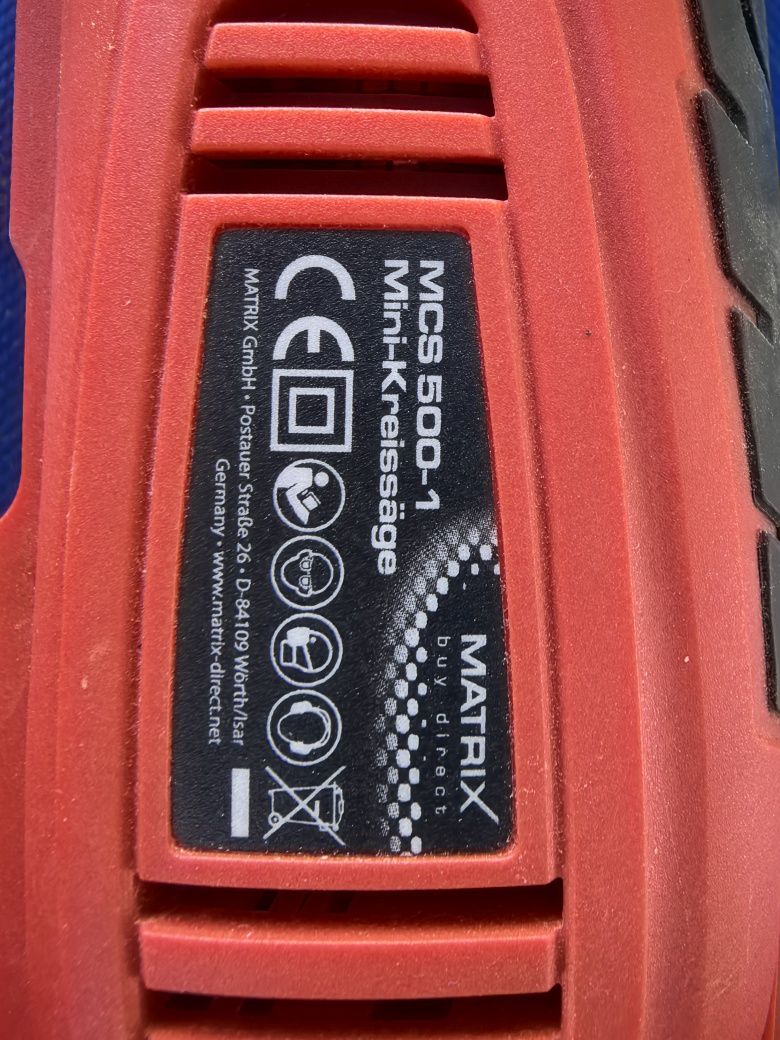 MCS 500-1
Mini-Kreissäge
MATRIX
buy direct
CE
MATRIX GmbH • Postauer Straße 26 • D-84109 Wörth/Isar
Germany • www.matrix-direct.net